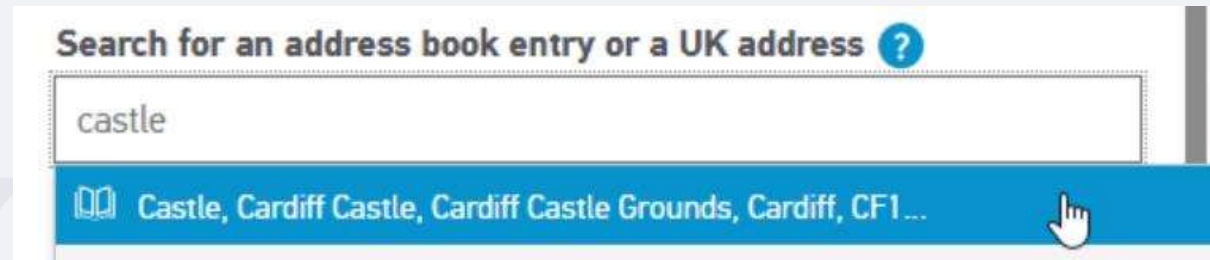 Search for an address book entry or a UK address ?
castle
Castle, Cardiff Castle, Cardiff Castle Grounds, Cardiff, CF1...